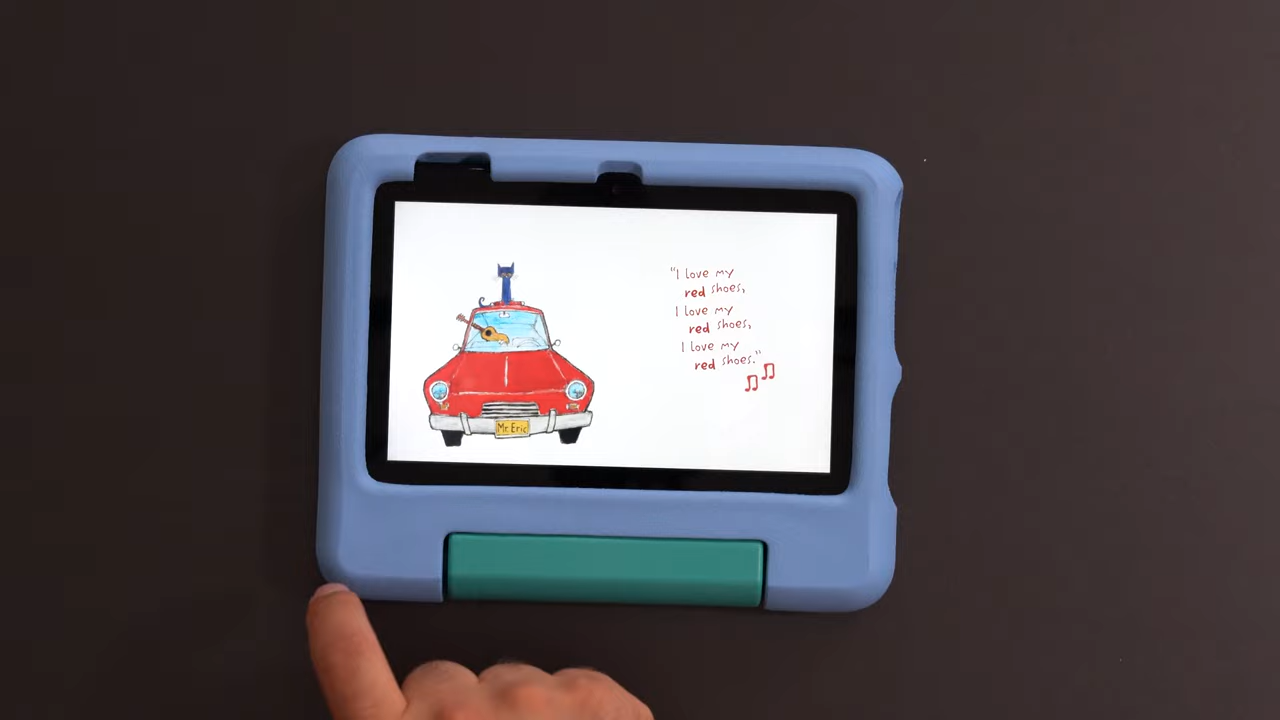 Mr. Eric
"I love my
red shoes,
I love my
red shoes,
I love my
red shoes."